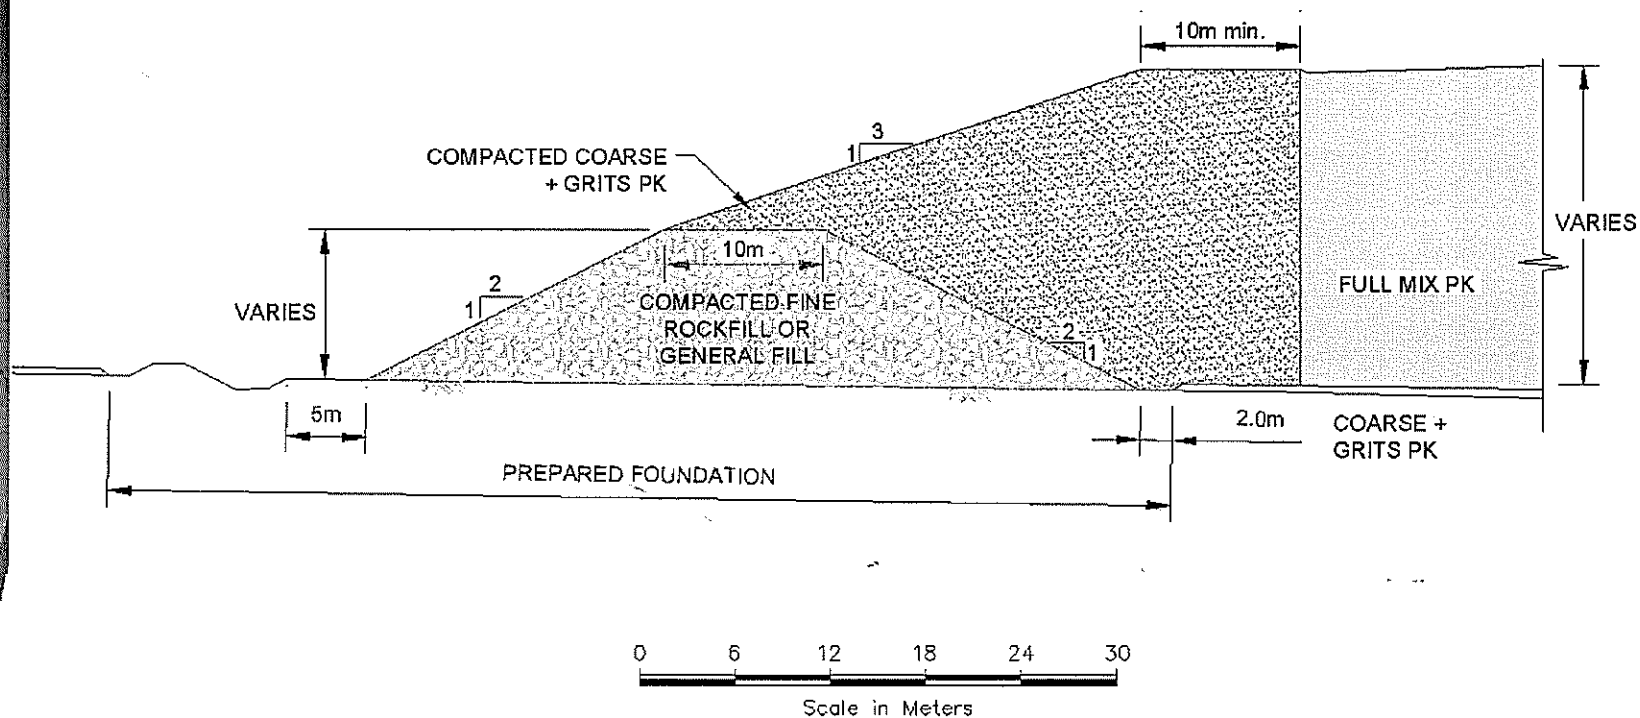 10m min.
3
1
COMPACTED COARSE
+ GRITS PK
VARIES
10m
2
1
COMPACTED FINE
ROCKFILL OR
GENERAL FILL
VARIES
FULL MIX PK
2
1
5m
2.0m
COARSE +
GRITS PK
PREPARED FOUNDATION
0 6 12 18 24 30
Scale in Meters